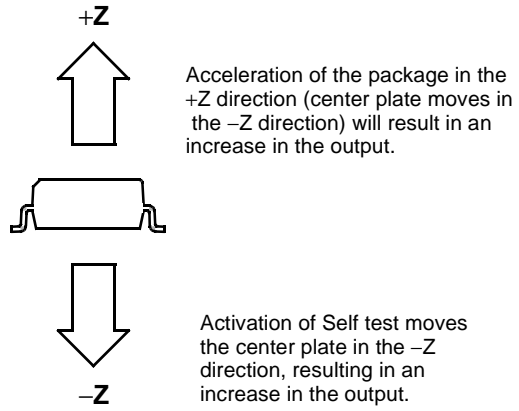 +Z
Acceleration of the package in the
+Z direction (center plate moves in
the −Z direction) will result in an
increase in the output.
Activation of Self test moves
the center plate in the −Z
direction, resulting in an
increase in the output.
−Z